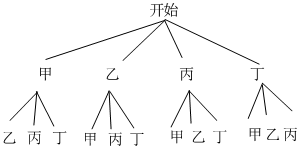 开始
甲 乙 丙 丁
乙 丙 丁 甲 丙 丁 甲 乙 丁 甲 乙 丙